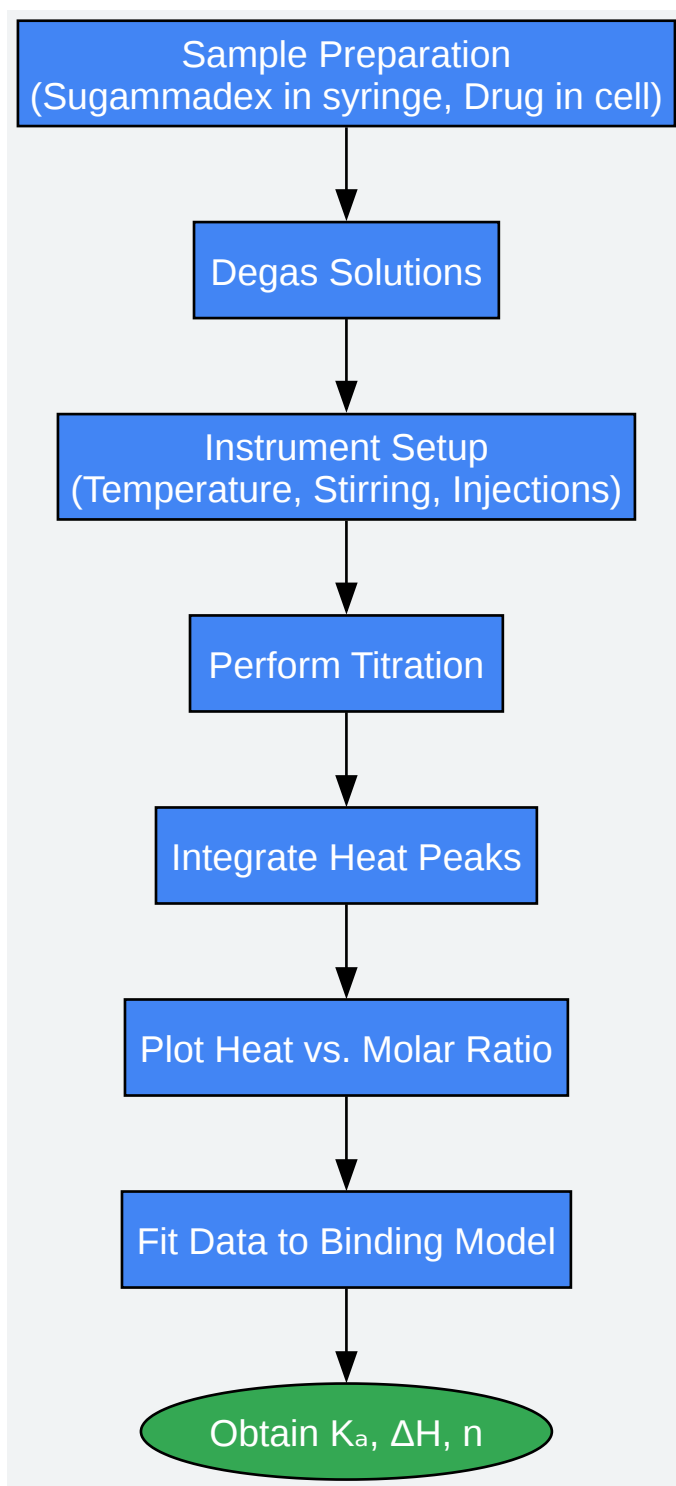 Sample Preparation
(Sugammadex in syringe, Drug in cell)
Degas Solutions
Instrument Setup
(Temperature, Stirring, Injections)
Perform Titration
Integrate Heat Peaks
Plot Heat vs. Molar Ratio
Fit Data to Binding Model
Obtain Kₐ, ΔH, n